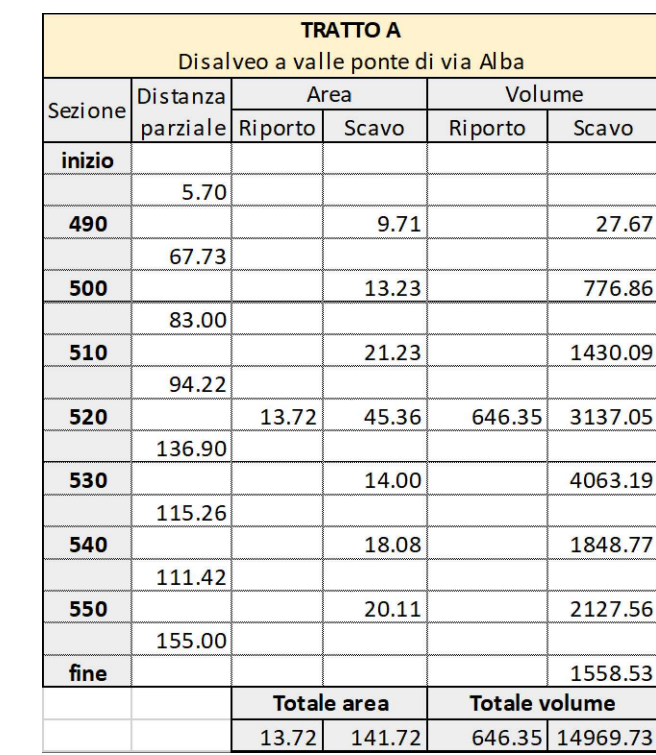 TRATTO A
Disalveo a valle ponte di via Alba
Sezione Distanza parziale Area Volume
Riporto Scavo Riporto Scavo
inizio
5.70
490 9.71 27.67
67.73
500 13.23 776.86
83.00
510 21.23 1430.09
94.22
520 13.72 45.36 646.35 3137.05
136.90
530 14.00 4063.19
115.26
540 18.08 1848.77
111.42
550 20.11 2127.56
155.00
fine 1558.53
Totale area Totale volume
13.72 141.72 646.35 14969.73